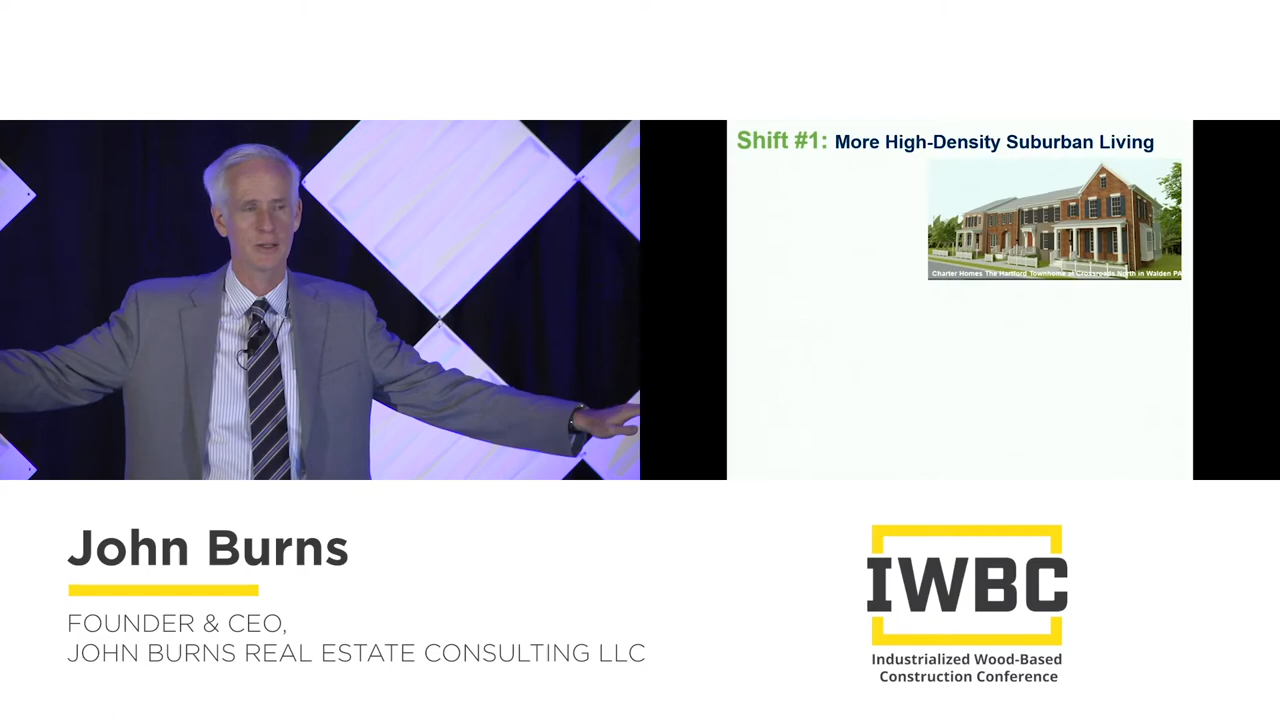 Shift #1: More High-Density Suburban Living
Charter Homes The Hartford Townhome at Crossroads North in Walden PA
John Burns
FOUNDER & CEO,
JOHN BURNS REAL ESTATE CONSULTING LLC
IWBC
Industrialized Wood-Based
Construction Conference